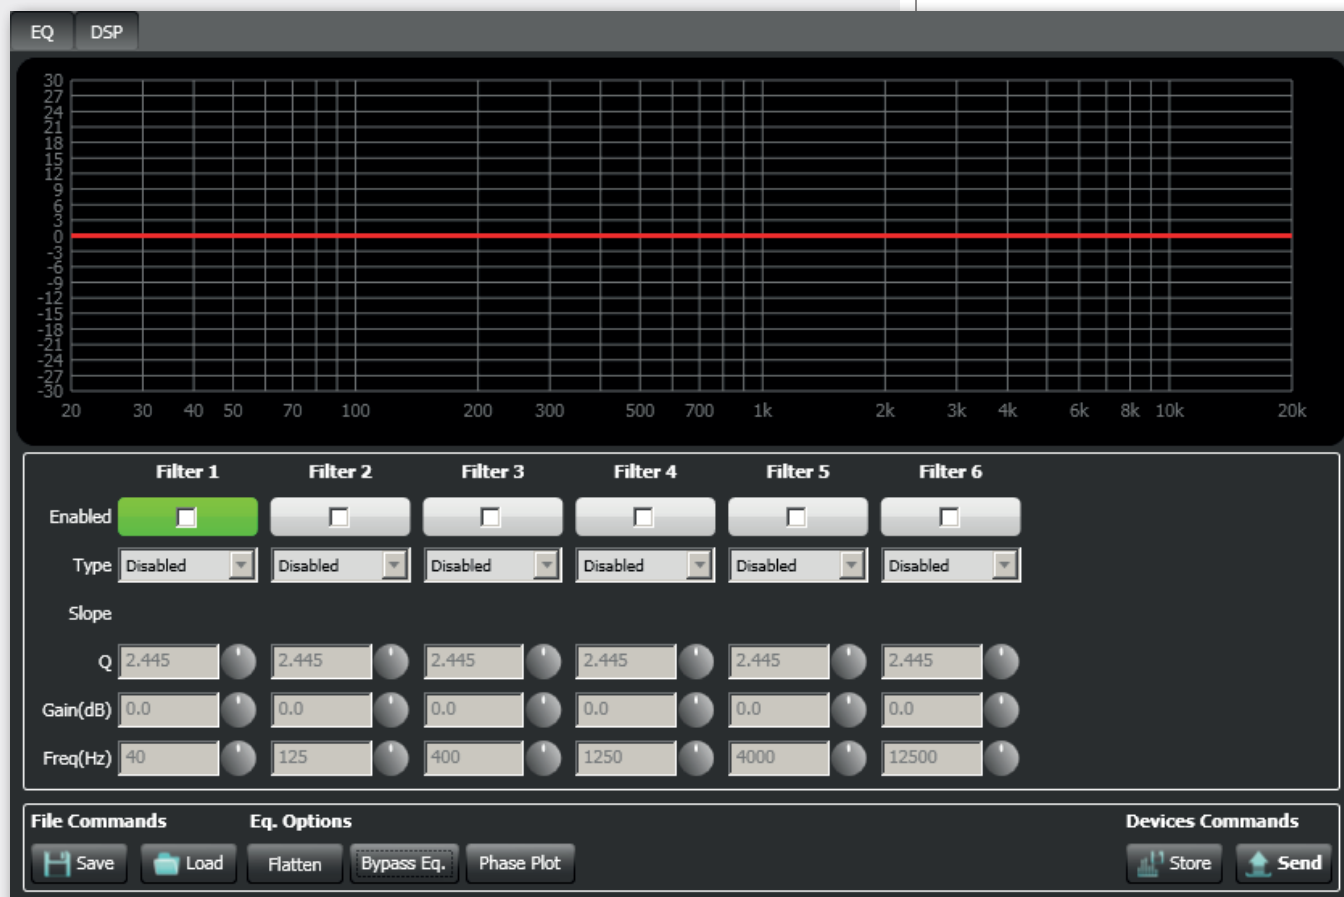 EQ DSP
30
27
24
21
18
15
12
9
6
3
0
-3
-6
-9
-12
-15
-18
-21
-24
-27
-30
20 30 40 50 70 100 200 300 500 700 1k 2k 3k 4k 6k 8k 10k 20k
Filter 1 Filter 2 Filter 3 Filter 4 Filter 5 Filter 6
Enabled
Type Disabled Disabled Disabled Disabled Disabled Disabled
Slope
Q 2.445 2.445 2.445 2.445 2.445 2.445
Gain(dB) 0.0 0.0 0.0 0.0 0.0 0.0
Freq(Hz) 40 125 400 1250 4000 12500
File Commands Eq. Options Devices Commands
Save Load Flatten Bypass Eq. Phase Plot Store Send